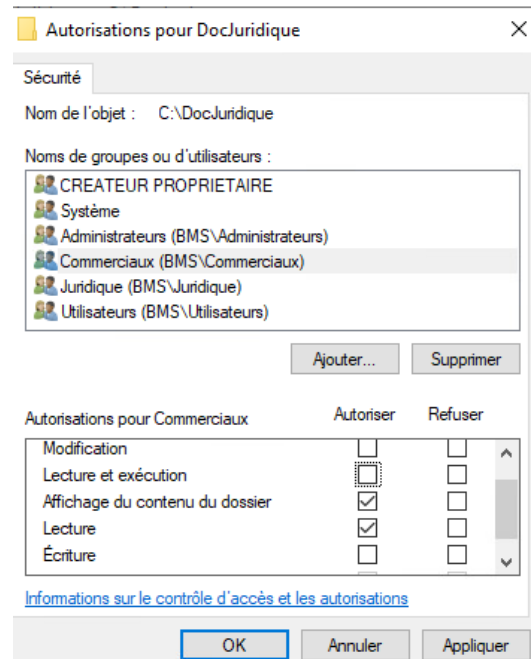 Autorisations pour DocJuridique
Sécurité
Nom de l'objet : C:\DocJuridique
Noms de groupes ou d'utilisateurs :
CREATEUR PROPRIETAIRE
Système
Administrateurs (BMS\Administrateurs)
Commerciaux (BMS\Commerciaux)
Juridique (BMS\Juridique)
Utilisateurs (BMS\Utilisateurs)
Ajouter... Supprimer
Autorisations pour Commerciaux Autoriser Refuser
Modification
Lecture et exécution
Affichage du contenu du dossier
Lecture
Écriture
Informations sur le contrôle d'accès et les autorisations
OK Annuler Appliquer